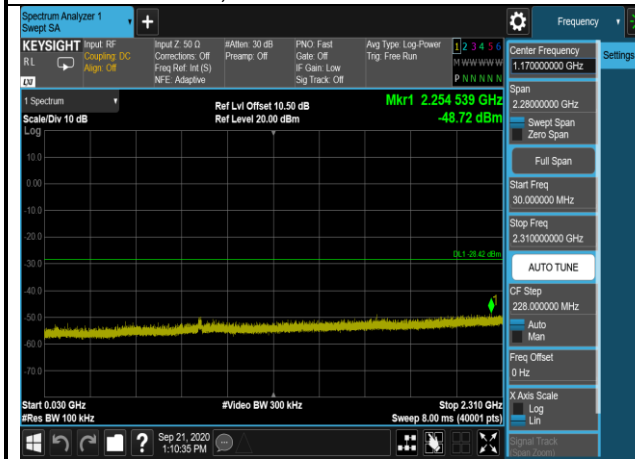 Spectrum Analyzer 1
Swept SA
+
Frequency
KEYSIGHT
RL
LXI
Input: RF
Coupling: DC
Align: Off
Input Z: 50 Ω
Corrections: Off
Freq Ref: Int (S)
NFE: Adaptive
#Atten: 30 dB
Preamp: Off
PNO: Fast
Gate: Off
IF Gain: Low
Sig Track: Off
Avg Type: Log-Power
Trig: Free Run
1 2 3 4 5 6
M W W W W W
P N N N N N
1 Spectrum
Scale/Div 10 dB
Log
Ref Lvl Offset 10.50 dB
Ref Level 20.00 dBm
Mkr1 2.254 539 GHz
-48.72 dBm
10.0
0.00
-10.0
-20.0
-30.0
-40.0
-50.0
-60.0
-70.0
DL1 -28.42 dBm
1
Start 0.030 GHz
#Res BW 100 kHz
#Video BW 300 kHz
Stop 2.310 GHz
Sweep 8.00 ms (40001 pts)
Sep 21, 2020
1:10:35 PM
?
Settings
Center Frequency
1.170000000 GHz
Span
2.28000000 GHz
Swept Span
Zero Span
Full Span
Start Freq
30.000000 MHz
Stop Freq
2.310000000 GHz
AUTO TUNE
CF Step
228.000000 MHz
Auto
Man
Freq Offset
0 Hz
X Axis Scale
Log
Lin
Signal Track
(Span Zoom)